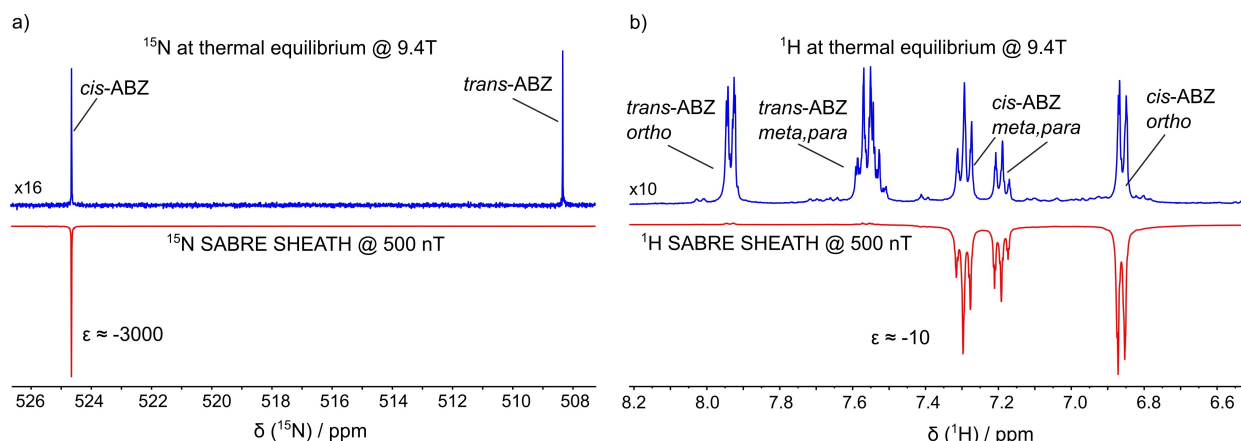 a)
¹⁵N at thermal equilibrium @ 9.4T
cis-ABZ
trans-ABZ
x16
¹⁵N SABRE SHEATH @ 500 nT
ε ≈ -3000
526 524 522 520 518 516 514 512 510 508
δ (¹⁵N) / ppm
b)
¹H at thermal equilibrium @ 9.4T
trans-ABZ
ortho
trans-ABZ
meta,para
cis-ABZ
meta,para
cis-ABZ
ortho
x10
¹H SABRE SHEATH @ 500 nT
ε ≈ -10
8.2 8.0 7.8 7.6 7.4 7.2 7.0 6.8 6.6
δ (¹H) / ppm